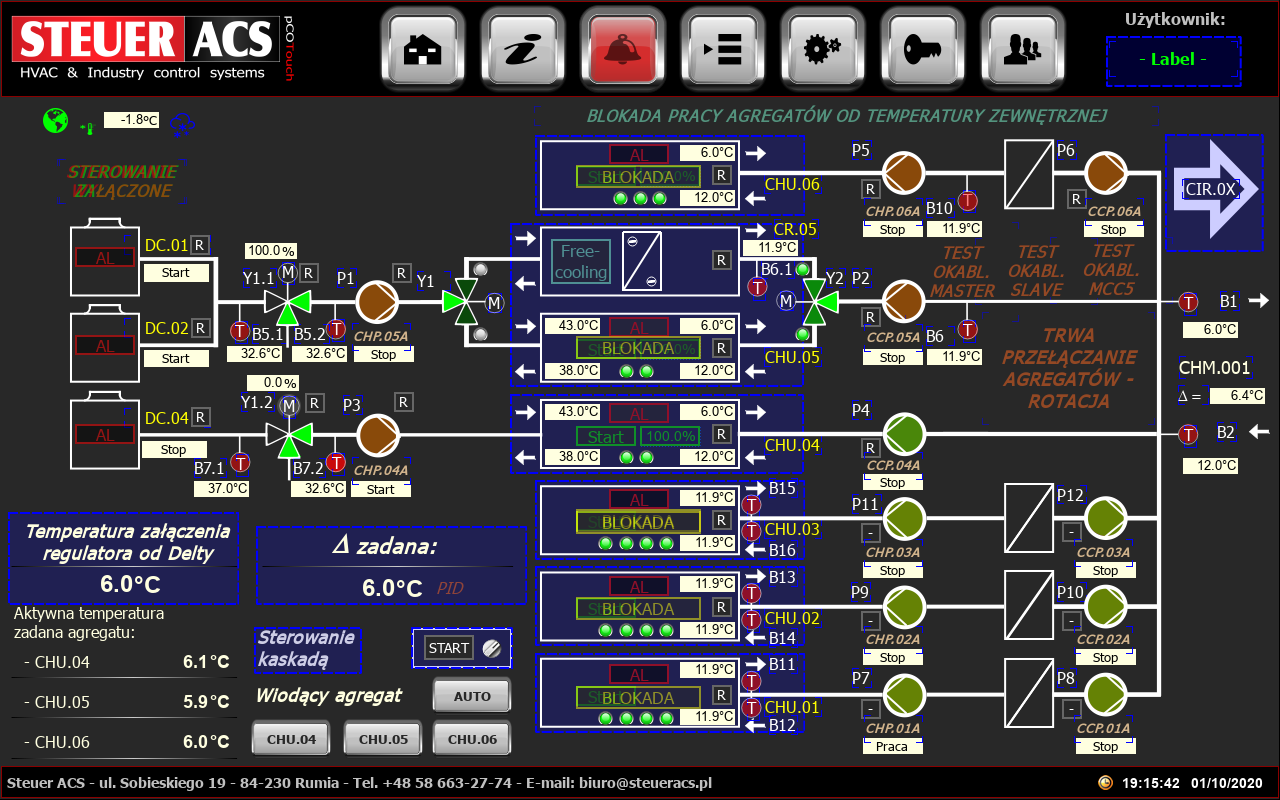 STEUER ACS
pCOTouch
HVAC & Industry control systems
Użytkownik:
- Label -
-1.8ºC
BLOKADA PRACY AGREGATÓW OD TEMPERATURY ZEWNĘTRZNEJ
STEROWANIE
ZAŁĄCZONE
AL
6.0°C
BLOKADA
R
12.0°C
CHU.06
P5
R
CHP.06A
Stop
B10
T
11.9°C
P6
R
CCP.06A
Stop
CIR.0X
AL
DC.01
R
Start
100.0%
Y1.1
M
R
P1
R
CHP.05A
Stop
Y1
M
T
B5.1
32.6°C
B5.2
T
32.6°C
Free-
cooling
R
CR.05
11.9°C
B6.1
T
M
Y2
P2
R
CCP.05A
Stop
B6
T
11.9°C
TEST
OKABL.
MASTER
TEST
OKABL.
SLAVE
TEST
OKABL.
MCC5
T
B1
6.0°C
AL
DC.02
R
Start
43.0°C
AL
6.0°C
BLOKADA
R
38.0°C
12.0°C
CHU.05
TRWA
PRZEŁĄCZANIE
AGREGATÓW -
ROTACJA
CHM.001
Δ =
6.4°C
AL
DC.04
R
Stop
0.0%
Y1.2
M
R
P3
R
CHP.04A
Start
B7.1
T
37.0°C
B7.2
T
32.6°C
43.0°C
AL
6.0°C
Start
100.0%
R
38.0°C
12.0°C
CHU.04
P4
R
CCP.04A
Stop
T
B2
12.0°C
AL
11.9°C
BLOKADA
R
11.9°C
B15
T
T
CHU.03
B16
P11
-
CHP.03A
Stop
P12
-
CCP.03A
Stop
AL
11.9°C
BLOKADA
R
11.9°C
B13
T
T
CHU.02
B14
P9
-
CHP.02A
Stop
P10
-
CCP.02A
Stop
AL
11.9°C
BLOKADA
R
11.9°C
B11
T
T
CHU.01
B12
P7
-
CHP.01A
Praca
P8
-
CCP.01A
Stop
Temperatura załączenia
regulatora od Delty
6.0°C
Δ zadana:
6.0°C PID
Aktywna temperatura
zadana agregatu:
- CHU.04 6.1°C
- CHU.05 5.9°C
- CHU.06 6.0°C
Sterowanie
kaskadą
START
Wiodący agregat
AUTO
CHU.04
CHU.05
CHU.06
Steuer ACS - ul. Sobieskiego 19 - 84-230 Rumia - Tel. +48 58 663-27-74 - E-mail: biuro@steueracs.pl
19:15:42 01/10/2020